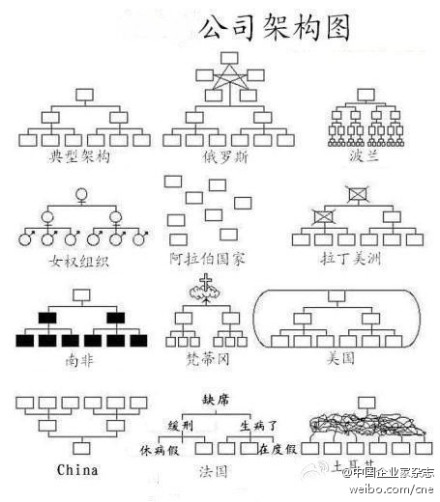 公司架构图
典型架构
俄罗斯
波兰
女权组织
阿拉伯国家
拉丁美洲
南非
梵蒂冈
美国
缺席
缓刑
生病了
休病假
在度假
China
法国
土耳其
@中国企业家杂志
weibo.com/cne